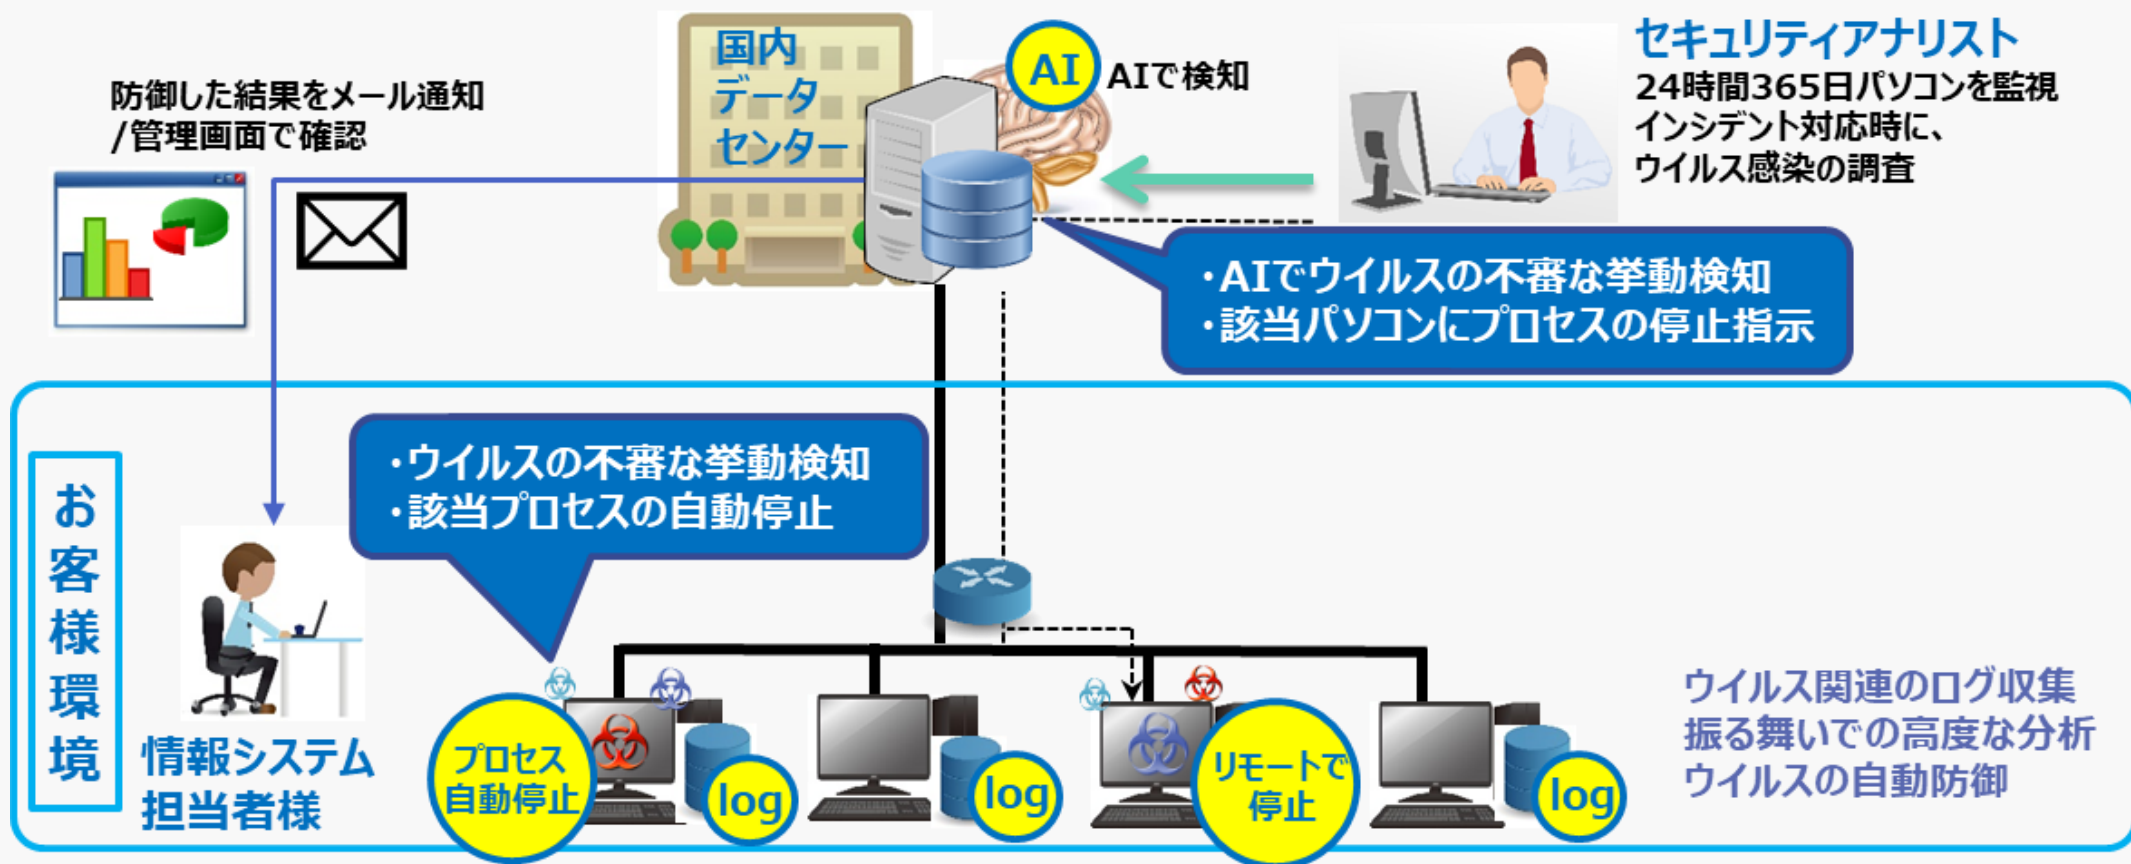 防御した結果をメール通知
/管理画面で確認
国内
データ
センター
AI
AIで検知
セキュリティアナリスト
24時間365日パソコンを監視
インシデント対応時に、
ウイルス感染の調査
・AIでウイルスの不審な挙動検知
・該当パソコンにプロセスの停止指示
お客様環境
・ウイルスの不審な挙動検知
・該当プロセスの自動停止
情報システム
担当者様
プロセス
自動停止
log
log
リモートで
停止
log
ウイルス関連のログ収集
振る舞いでの高度な分析
ウイルスの自動防御